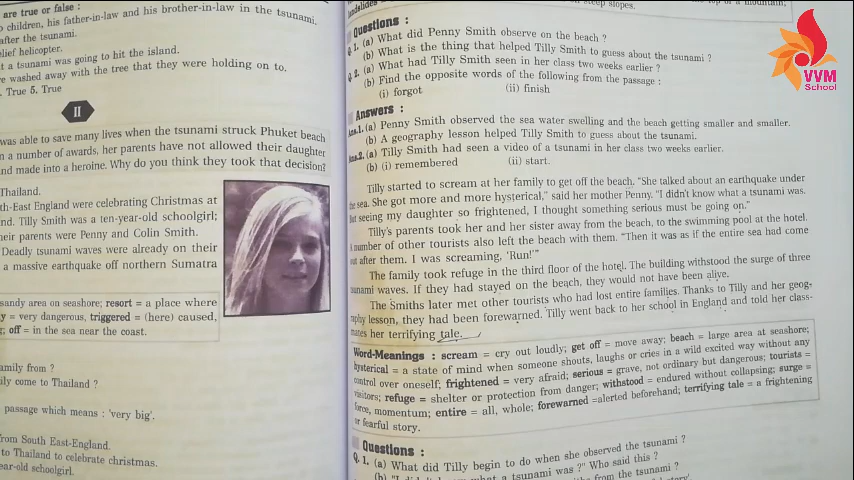 are true or false :
o children, his father-in-law and his brother-in-law in the tsunami.
after the tsunami.
elief helicopter.
t a tsunami was going to hit the island.
e washed away with the tree that they were holding on to.
. True 5. True
II
was able to save many lives when the tsunami struck Phuket beach
n a number of awards, her parents have not allowed their daughter
nd made into a heroine. Why do you think they took that decision?
Thailand.
th-East England were celebrating Christmas at
nd. Tilly Smith was a ten-year-old schoolgirl;
heir parents were Penny and Colin Smith.
Deadly tsunami waves were already on their
a massive earthquake off northern Sumatra
sandy area on seashore; resort = a place where
y = very dangerous, triggered = (here) caused,
g; off = in the sea near the coast.
amily from ?
ily come to Thailand ?
passage which means : 'very big'.
from South East-England.
to Thailand to celebrate christmas.
ear-old schoolgirl.
landslides
steep slopes.
Questions :
Q. 1. (a) What did Penny Smith observe on the beach ?
(b) What is the thing that helped Tilly Smith to guess about the tsunami ?
Q. 2. (a) What had Tilly Smith seen in her class two weeks earlier ?
(b) Find the opposite words of the following from the passage :
(i) forgot (ii) finish
Answers :
Ans.1. (a) Penny Smith observed the sea water swelling and the beach getting smaller and smaller.
(b) A geography lesson helped Tilly Smith to guess about the tsunami.
Ans.2. (a) Tilly Smith had seen a video of a tsunami in her class two weeks earlier.
(b) (i) remembered (ii) start.
Tilly started to scream at her family to get off the beach. "She talked about an earthquake under
the sea. She got more and more hysterical," said her mother Penny. "I didn't know what a tsunami was.
But seeing my daughter so frightened, I thought something serious must be going on."
Tilly's parents took her and her sister away from the beach, to the swimming pool at the hotel.
A number of other tourists also left the beach with them. "Then it was as if the entire sea had come
out after them. I was screaming, 'Run!'"
The family took refuge in the third floor of the hotel. The building withstood the surge of three
tsunami waves. If they had stayed on the beach, they would not have been alive.
The Smiths later met other tourists who had lost entire families. Thanks to Tilly and her geog-
raphy lesson, they had been forewarned. Tilly went back to her school in England and told her class-
mates her terrifying tale.
Word-Meanings : scream = cry out loudly; get off = move away; beach = large area at seashore;
hysterical = a state of mind when someone shouts, laughs or cries in a wild excited way without any
control over oneself; frightened = very afraid; serious = grave, not ordinary but dangerous; tourists =
visitors; refuge = shelter or protection from danger; withstood = endured without collapsing; surge =
force, momentum; entire = all, whole; forewarned =alerted beforehand; terrifying tale = a frightening
or fearful story.
Questions :
Q. 1. (a) What did Tilly begin to do when she observed the tsunami ?
what a tsunami was ?" Who said this ?
from the tsunami ?
VVM
School